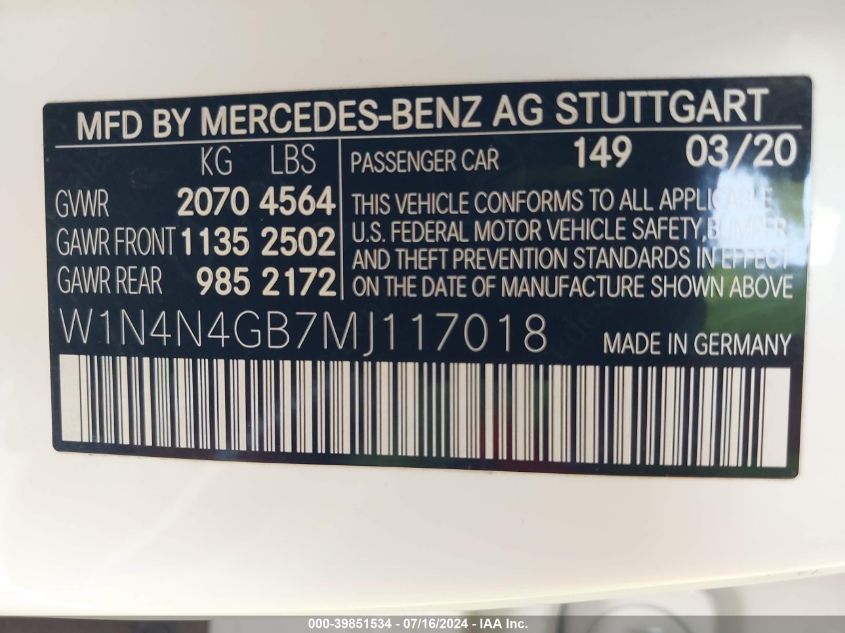 MFD BY MERCEDES-BENZ AG STUTTGART
KG LBS
GVWR 2070 4564
GAWR FRONT 1135 2502
GAWR REAR 985 2172
PASSENGER CAR 149 03/20
THIS VEHICLE CONFORMS TO ALL APPLICABLE
U.S. FEDERAL MOTOR VEHICLE SAFETY, BUMPER
AND THEFT PREVENTION STANDARDS IN EFFECT
ON THE DATE OF MANUFACTURE SHOWN ABOVE
W1N4N4GB7MJ117018 MADE IN GERMANY
000-39851534 - 07/16/2024 - IAA Inc.